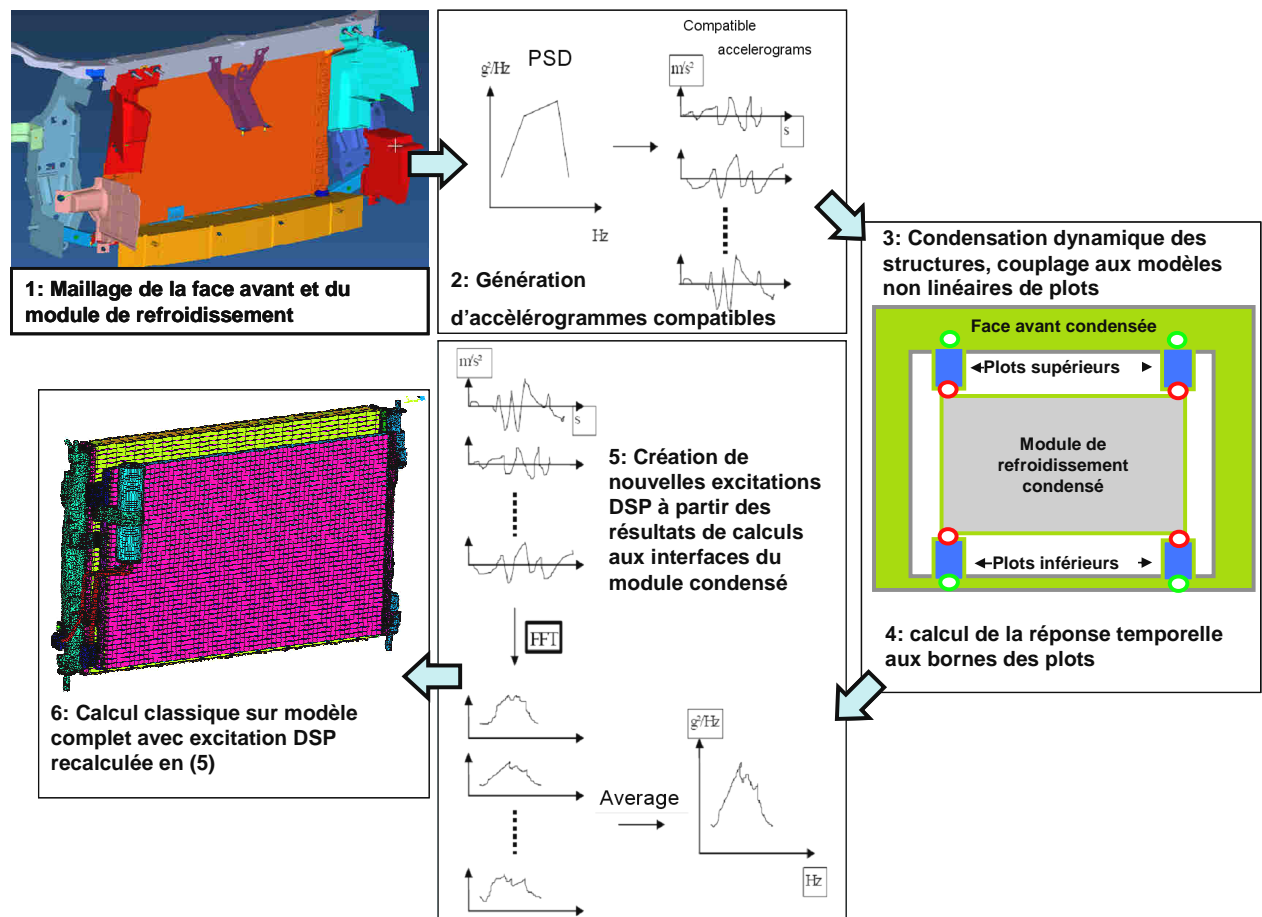 1: Maillage de la face avant et du
module de refroidissement
PSD
g²/Hz
Hz
Compatible
accelerograms
m/s²
s
2: Génération
d'accèlérogrammes compatibles
3: Condensation dynamique des
structures, couplage aux modèles
non linéaires de plots
Face avant condensée
Plots supérieurs
Module de
refroidissement
condensé
Plots inférieurs
4: calcul de la réponse temporelle
aux bornes des plots
m/s²
s
5: Création de
nouvelles excitations
DSP à partir des
résultats de calculs
aux interfaces du
module condensé
FFT
Average
g²/Hz
Hz
6: Calcul classique sur modèle
complet avec excitation DSP
recalculée en (5)